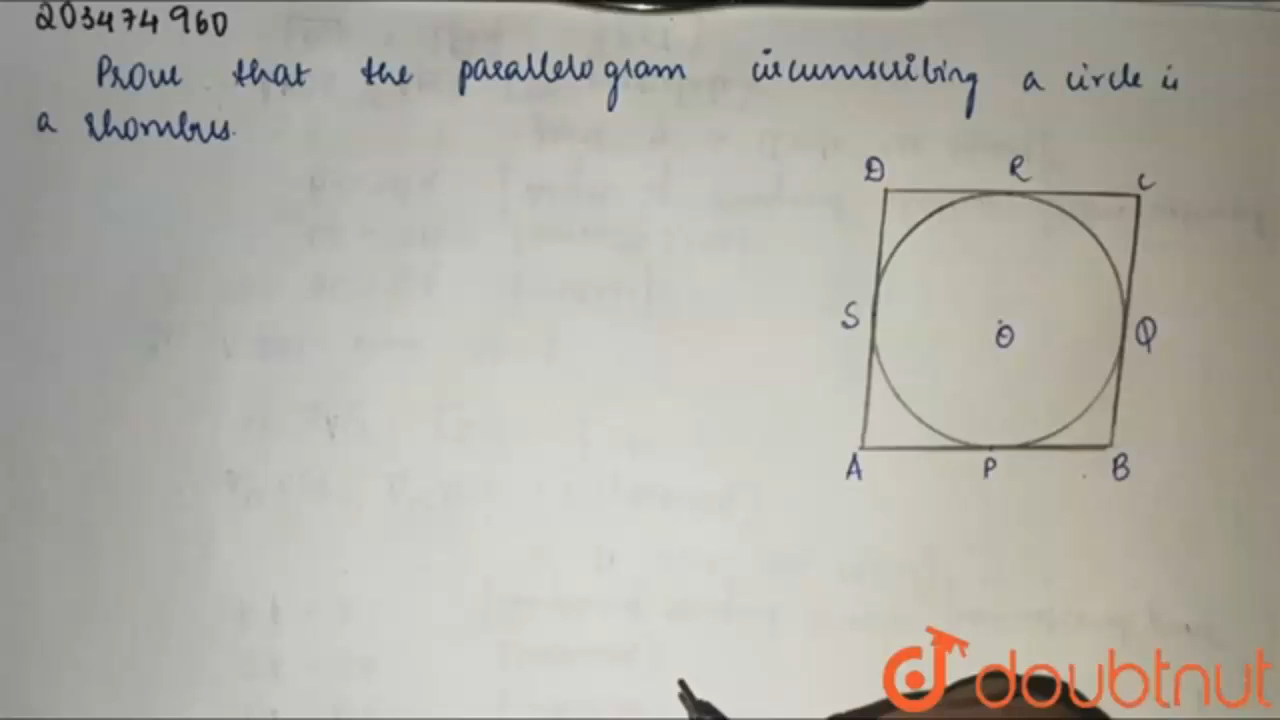 203474960
Prove that the parallelogram circumscribing a circle is
a rhombus.
D R C
S O Q
A P B
doubtnut